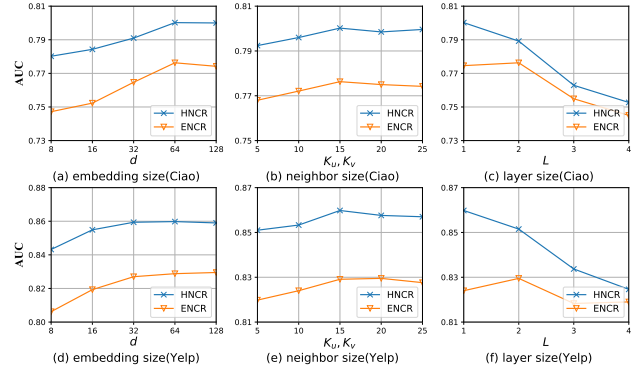 0.81 0.81 0.81
0.79 0.79 0.79
AUC
0.77 0.77 0.77
0.75 0.75
HNCR HNCR HNCR
ENCR ENCR ENCR
0.73 0.75 0.73
8 16 32 64 128 5 10 15 20 25 1 2 3 4
d K_u, K_v L
(a) embedding size(Ciao) (b) neighbor size(Ciao) (c) layer size(Ciao)
0.88 0.87 0.87
0.86 0.85 0.85
AUC
0.84
0.83 0.83
0.82
HNCR HNCR HNCR
ENCR ENCR ENCR
0.80 0.81 0.81
8 16 32 64 128 5 10 15 20 25 1 2 3 4
d K_u, K_v L
(d) embedding size(Yelp) (e) neighbor size(Yelp) (f) layer size(Yelp)